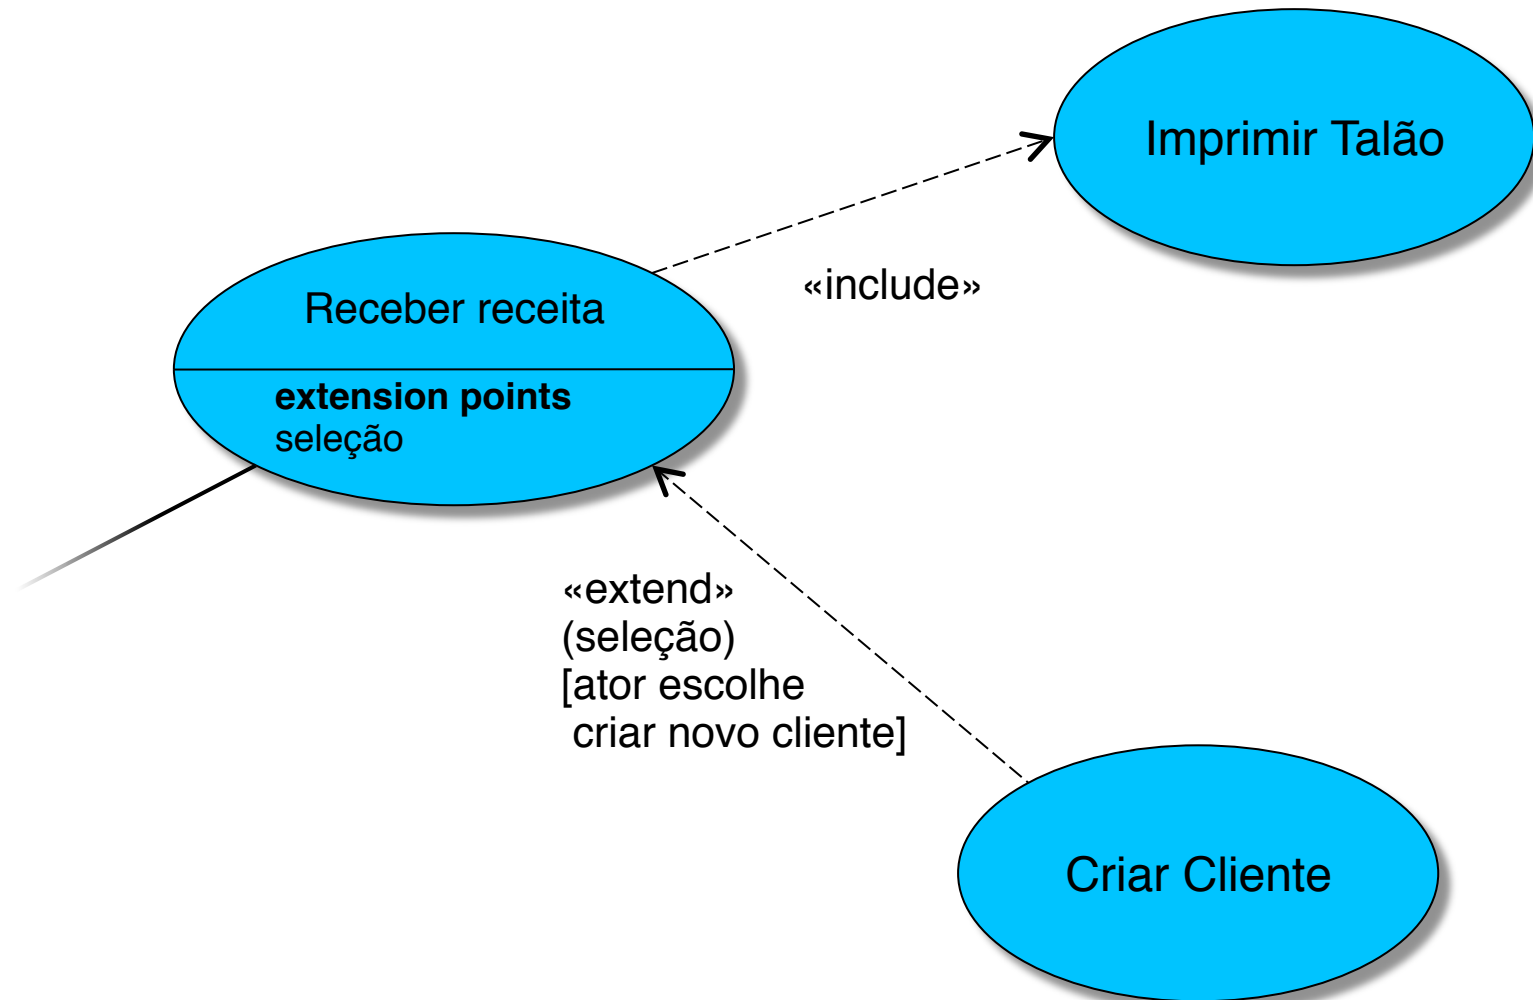 Imprimir Talão
«include»
Receber receita
extension points
seleção
«extend»
(seleção)
[ator escolhe
criar novo cliente]
Criar Cliente